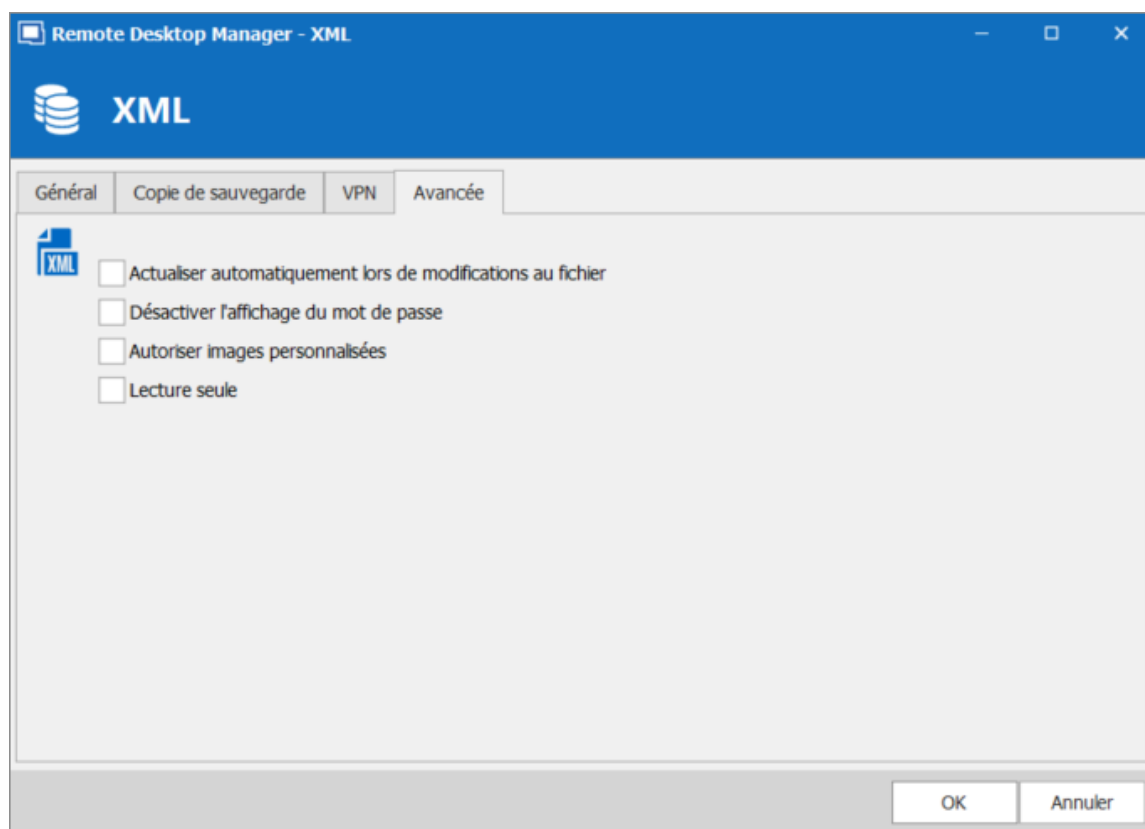 Remote Desktop Manager - XML
XML
Général Copie de sauvegarde VPN Avancée
XML
Actualiser automatiquement lors de modifications au fichier
Désactiver l'affichage du mot de passe
Autoriser images personnalisées
Lecture seule
OK Annuler